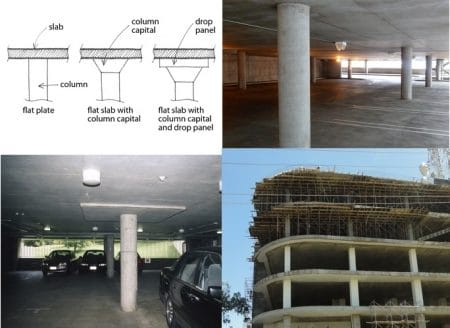 slab
column
capital
drop
panel
column
flat plate
flat slab with
column capital
flat slab with
column capital
and drop panel